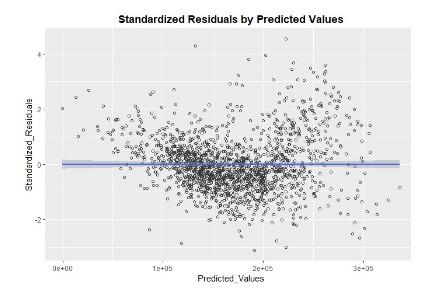 Standardized Residuals by Predicted Values
4
2
0
-2
Standardized_Residuals
0e+00 1e+05 2e+05 3e+05
Predicted_Values